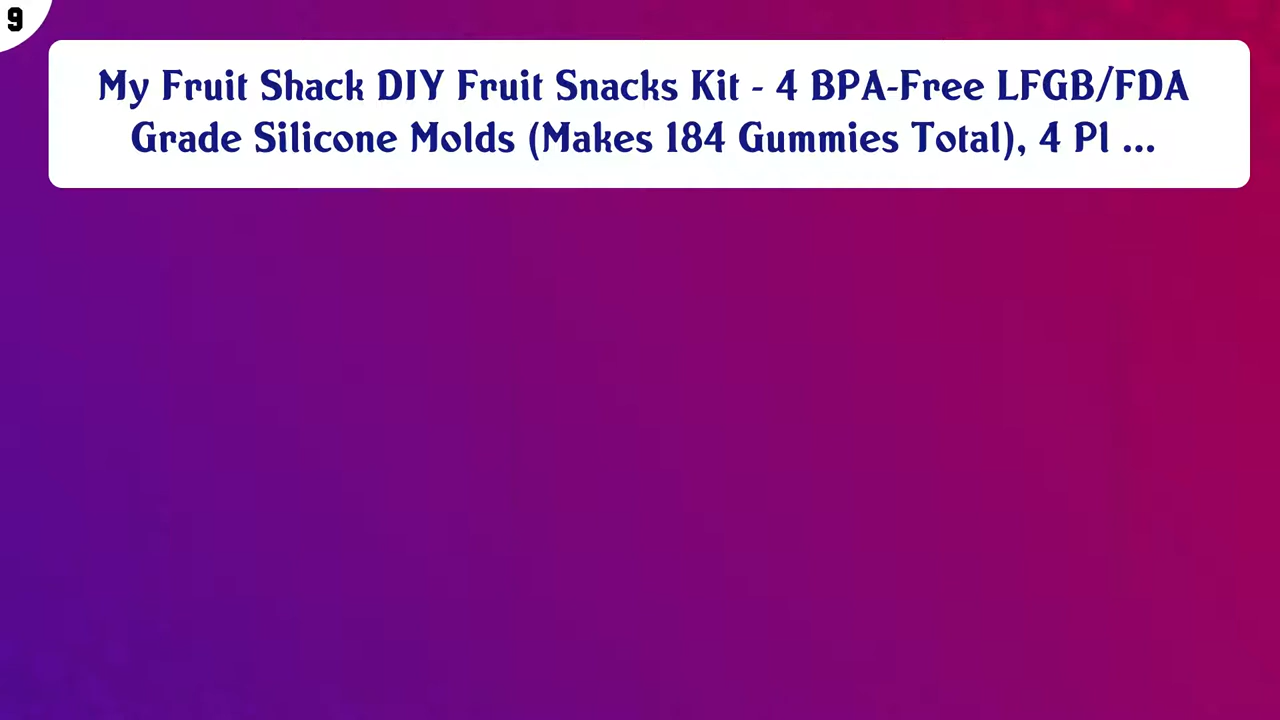 9
My Fruit Shack DIY Fruit Snacks Kit - 4 BPA-Free LFGB/FDA
Grade Silicone Molds (Makes 184 Gummies Total), 4 Pl ...